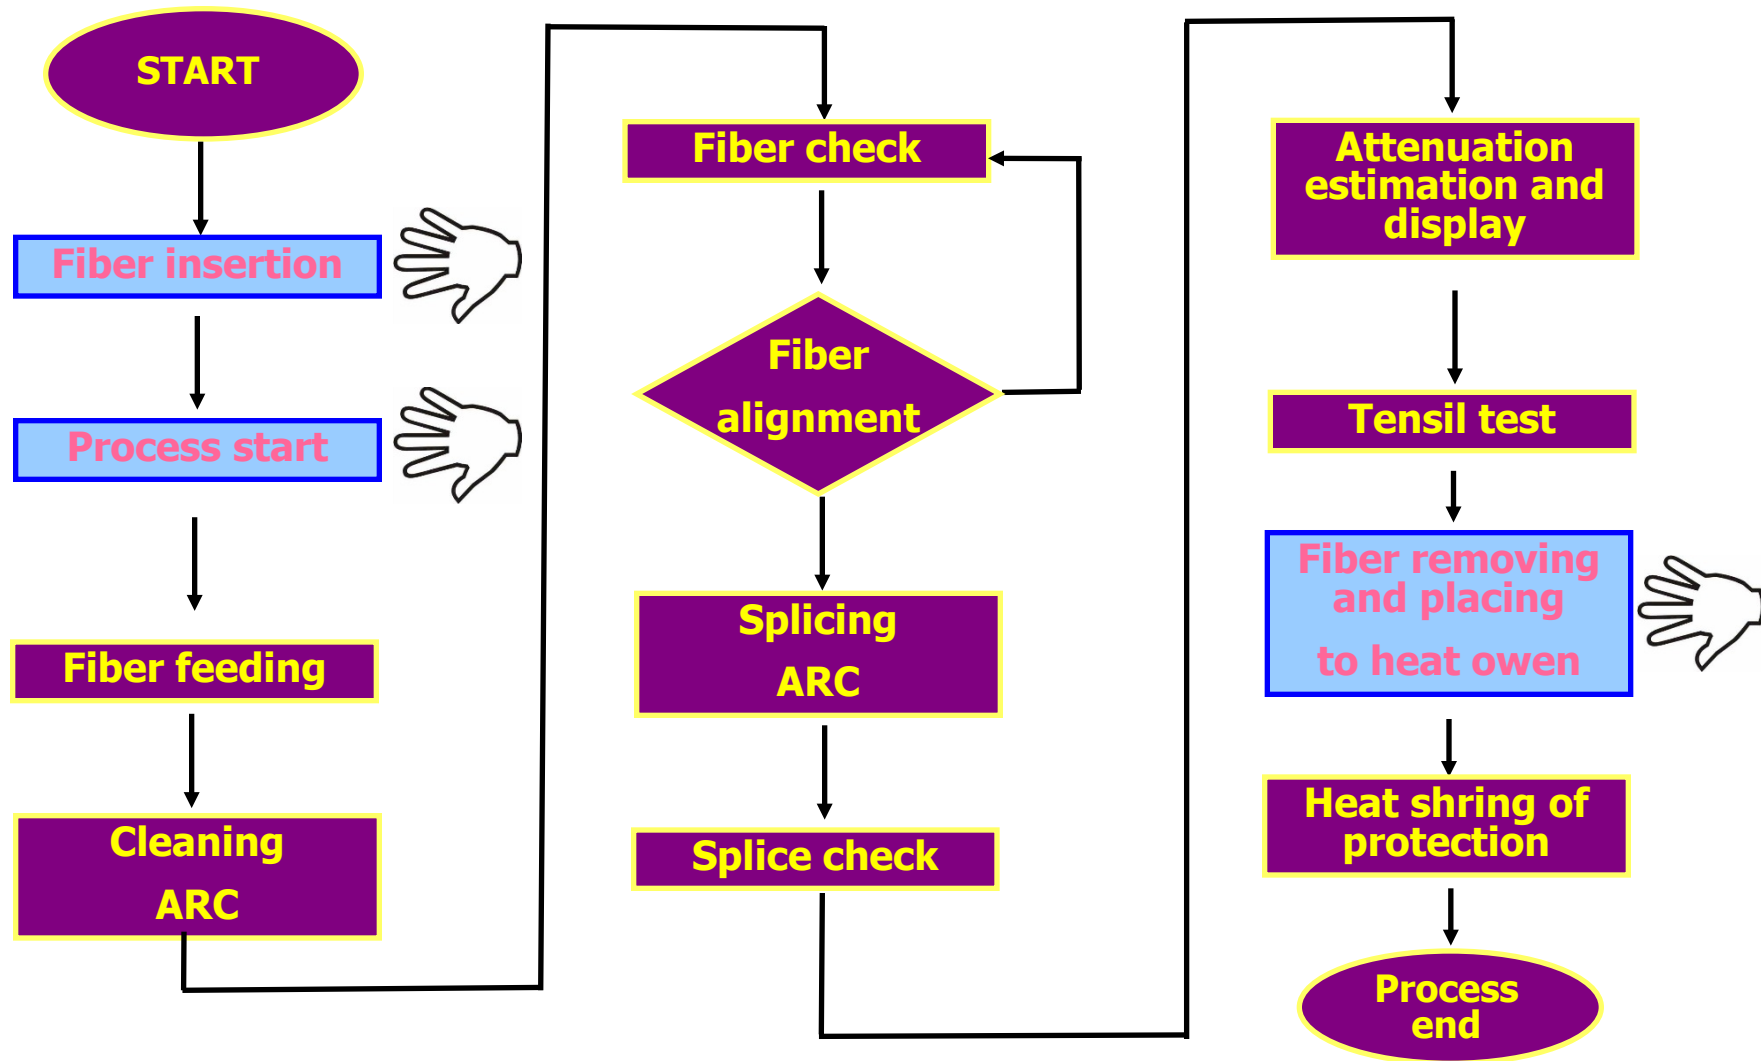 START
Fiber insertion
Process start
Fiber feeding
Cleaning
ARC
Fiber check
Fiber
alignment
Splicing
ARC
Splice check
Attenuation
estimation and
display
Tensil test
Fiber removing
and placing
to heat owen
Heat shring of
protection
Process
end